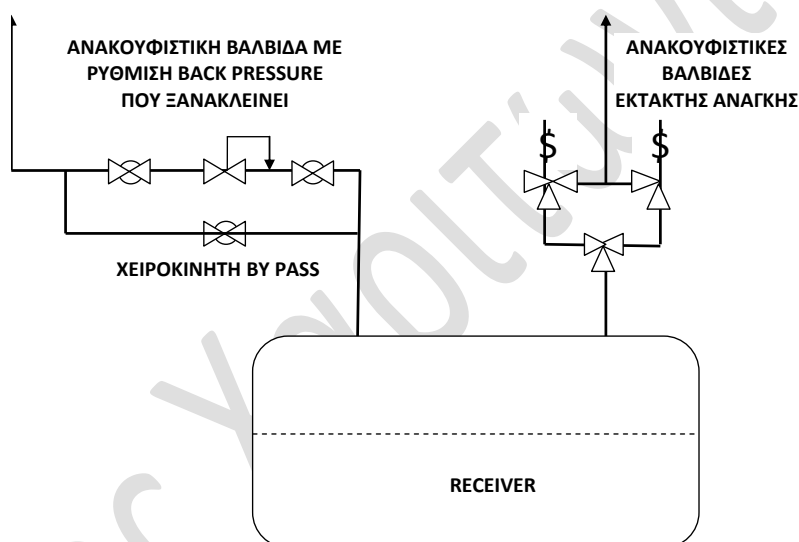 ΑΝΑΚΟΥΦΙΣΤΙΚΗ ΒΑΛΒΙΔΑ ΜΕ
ΡΥΘΜΙΣΗ BACK PRESSURE
ΠΟΥ ΞΑΝΑΚΛΕΙΝΕΙ
ΑΝΑΚΟΥΦΙΣΤΙΚΕΣ
ΒΑΛΒΙΔΕΣ
ΕΚΤΑΚΤΗΣ ΑΝΑΓΚΗΣ
$ $
ΧΕΙΡΟΚΙΝΗΤΗ BY PASS
RECEIVER